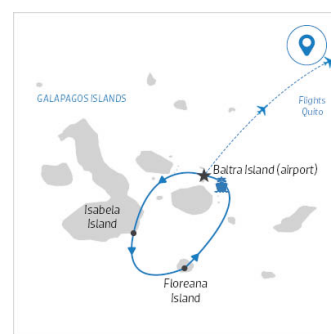 GALAPAGOS ISLANDS
Flights
Quito
Baltra Island (airport)
Isabela
Island
Floreana
Island